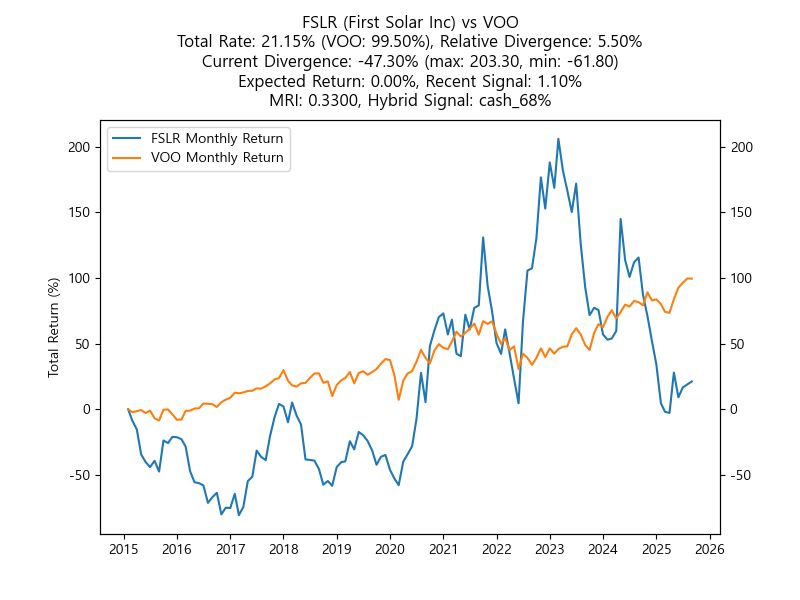 FSLR (First Solar Inc) vs VOO
Total Rate: 21.15% (VOO: 99.50%), Relative Divergence: 5.50%
Current Divergence: -47.30% (max: 203.30, min: -61.80)
Expected Return: 0.00%, Recent Signal: 1.10%
MRI: 0.3300, Hybrid Signal: cash_68%
FSLR Monthly Return
VOO Monthly Return
Total Return (%)
200
150
100
50
0
-50
200
150
100
50
0
-50
2015 2016 2017 2018 2019 2020 2021 2022 2023 2024 2025 2026